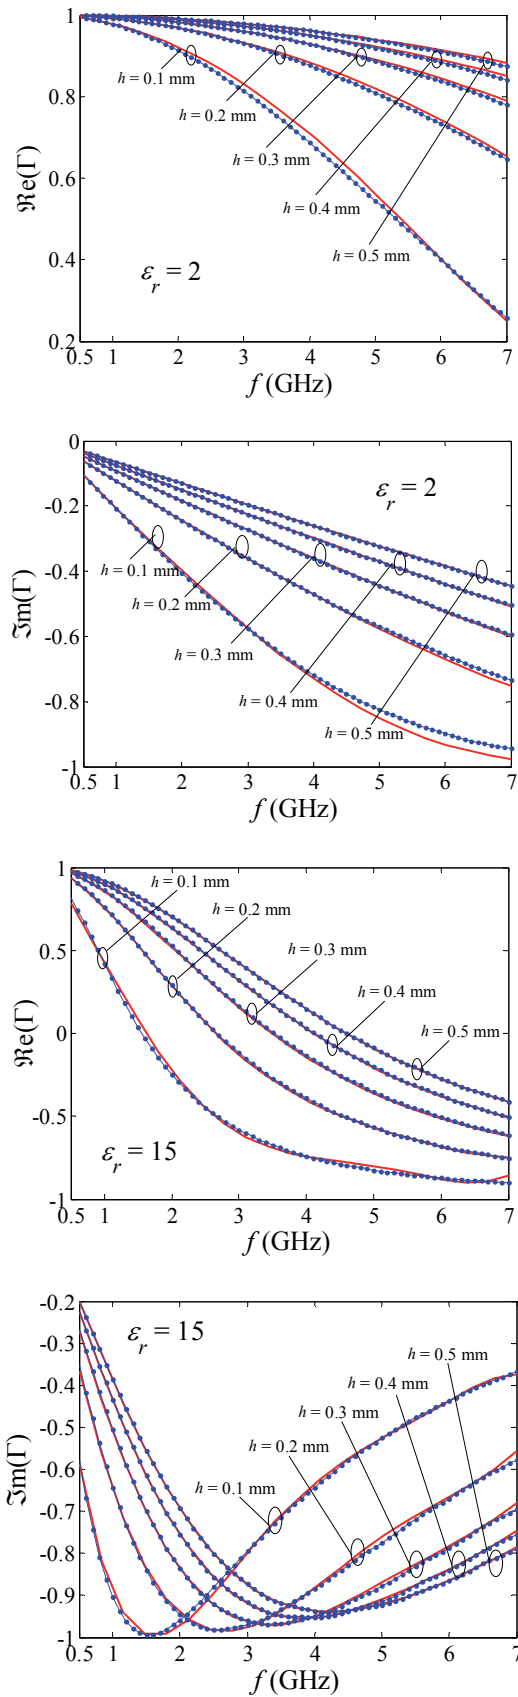 1
0.8
0.6
0.4
0.2
ℜe(Γ)
h = 0.1 mm
h = 0.2 mm
h = 0.3 mm
h = 0.4 mm
h = 0.5 mm
εr = 2
0.5 1 2 3 4 5 6 7
f (GHz)
0
-0.2
-0.4
-0.6
-0.8
-1
ℑm(Γ)
εr = 2
h = 0.1 mm
h = 0.2 mm
h = 0.3 mm
h = 0.4 mm
h = 0.5 mm
0.5 1 2 3 4 5 6 7
f (GHz)
1
0.5
0
-0.5
-1
ℜe(Γ)
h = 0.1 mm
h = 0.2 mm
h = 0.3 mm
h = 0.4 mm
h = 0.5 mm
εr = 15
0.5 1 2 3 4 5 6 7
f (GHz)
-0.2
-0.3
-0.4
-0.5
-0.6
-0.7
-0.8
-0.9
-1
ℑm(Γ)
εr = 15
h = 0.5 mm
h = 0.4 mm
h = 0.3 mm
h = 0.2 mm
h = 0.1 mm
0.5 1 2 3 4 5 6 7
f (GHz)